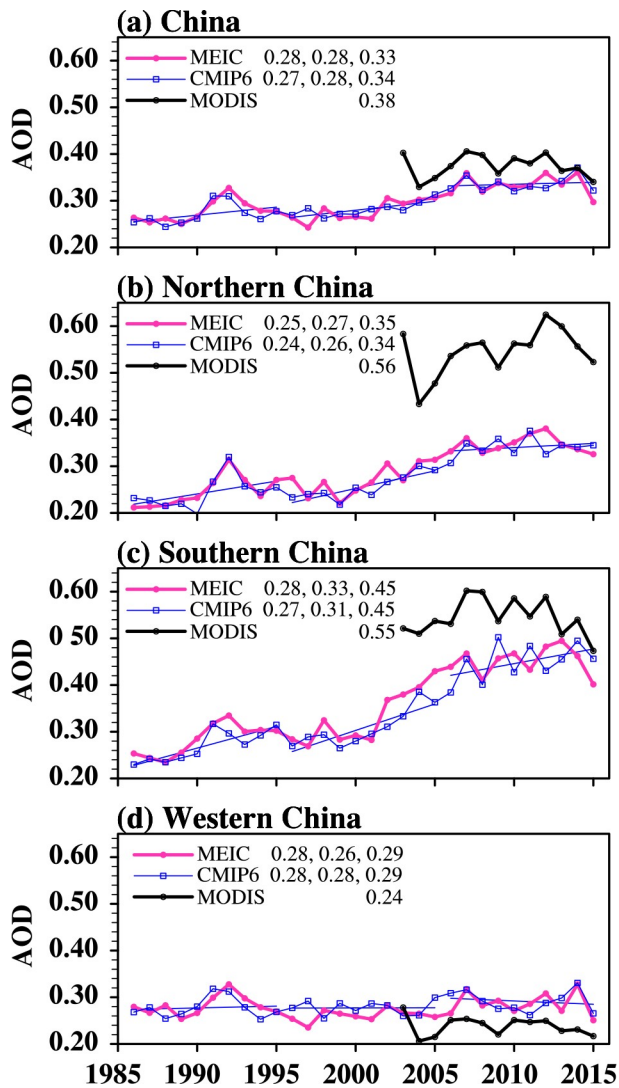 (a) China
0.60
MEIC 0.28, 0.28, 0.33
CMIP6 0.27, 0.28, 0.34
0.50
MODIS 0.38
AOD
0.40
0.30
0.20
(b) Northern China
0.60
MEIC 0.25, 0.27, 0.35
CMIP6 0.24, 0.26, 0.34
0.50
MODIS 0.56
AOD
0.40
0.30
0.20
(c) Southern China
0.60
MEIC 0.28, 0.33, 0.45
CMIP6 0.27, 0.31, 0.45
0.50
MODIS 0.55
AOD
0.40
0.30
0.20
(d) Western China
0.60
MEIC 0.28, 0.26, 0.29
CMIP6 0.28, 0.28, 0.29
0.50
MODIS 0.24
AOD
0.40
0.30
0.20
1985 1990 1995 2000 2005 2010 2015